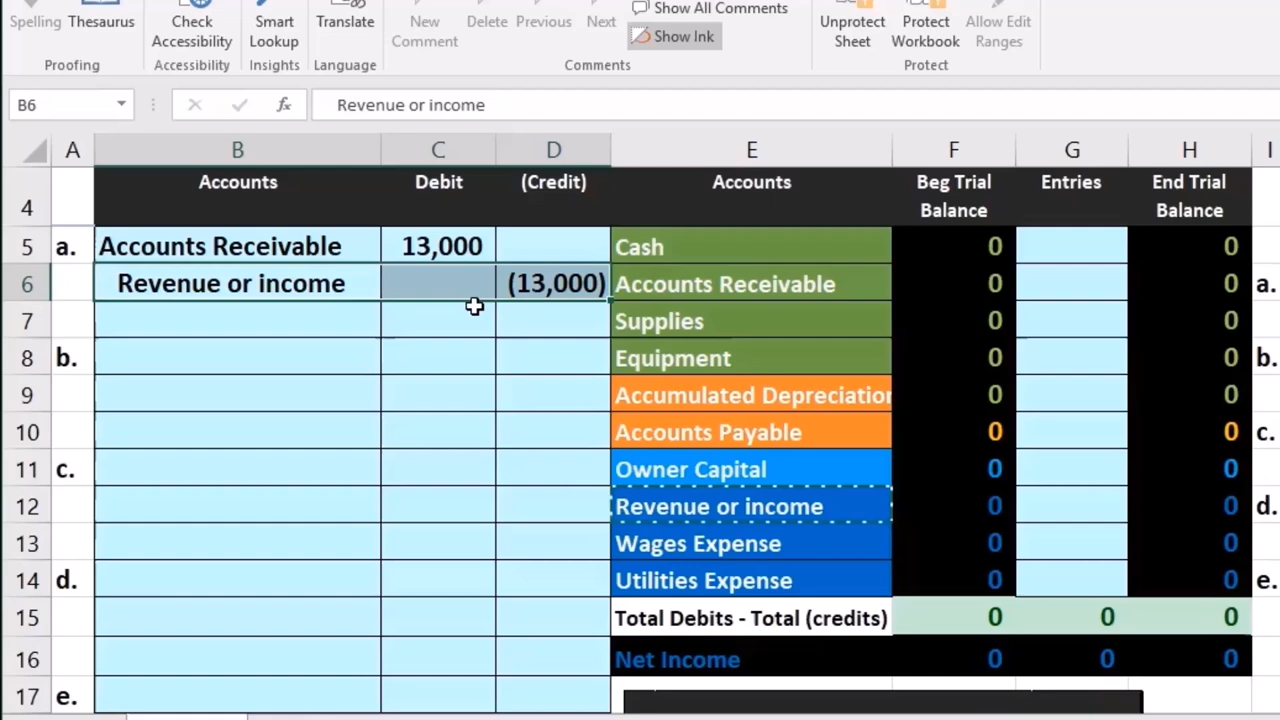 Spelling Thesaurus Check Accessibility Smart Lookup Translate New Comment Delete Previous Next Show All Comments Show Ink Unprotect Sheet Protect Workbook Allow Edit Ranges
Proofing Accessibility Insights Language Comments Protect
B6 fx Revenue or income
A B C D E F G H I
4 Accounts Debit (Credit) Accounts Beg Trial Balance Entries End Trial Balance
5 a. Accounts Receivable 13,000 Cash 0 0
6 Revenue or income (13,000) Accounts Receivable 0 0 a.
7 Supplies 0 0
8 b. Equipment 0 0 b.
9 Accumulated Depreciation 0 0
10 Accounts Payable 0 0 c.
11 c. Owner Capital 0 0
12 Revenue or income 0 0 d.
13 Wages Expense 0 0
14 d. Utilities Expense 0 0 e.
15 Total Debits - Total (credits) 0 0 0
16 Net Income 0 0 0
17 e.